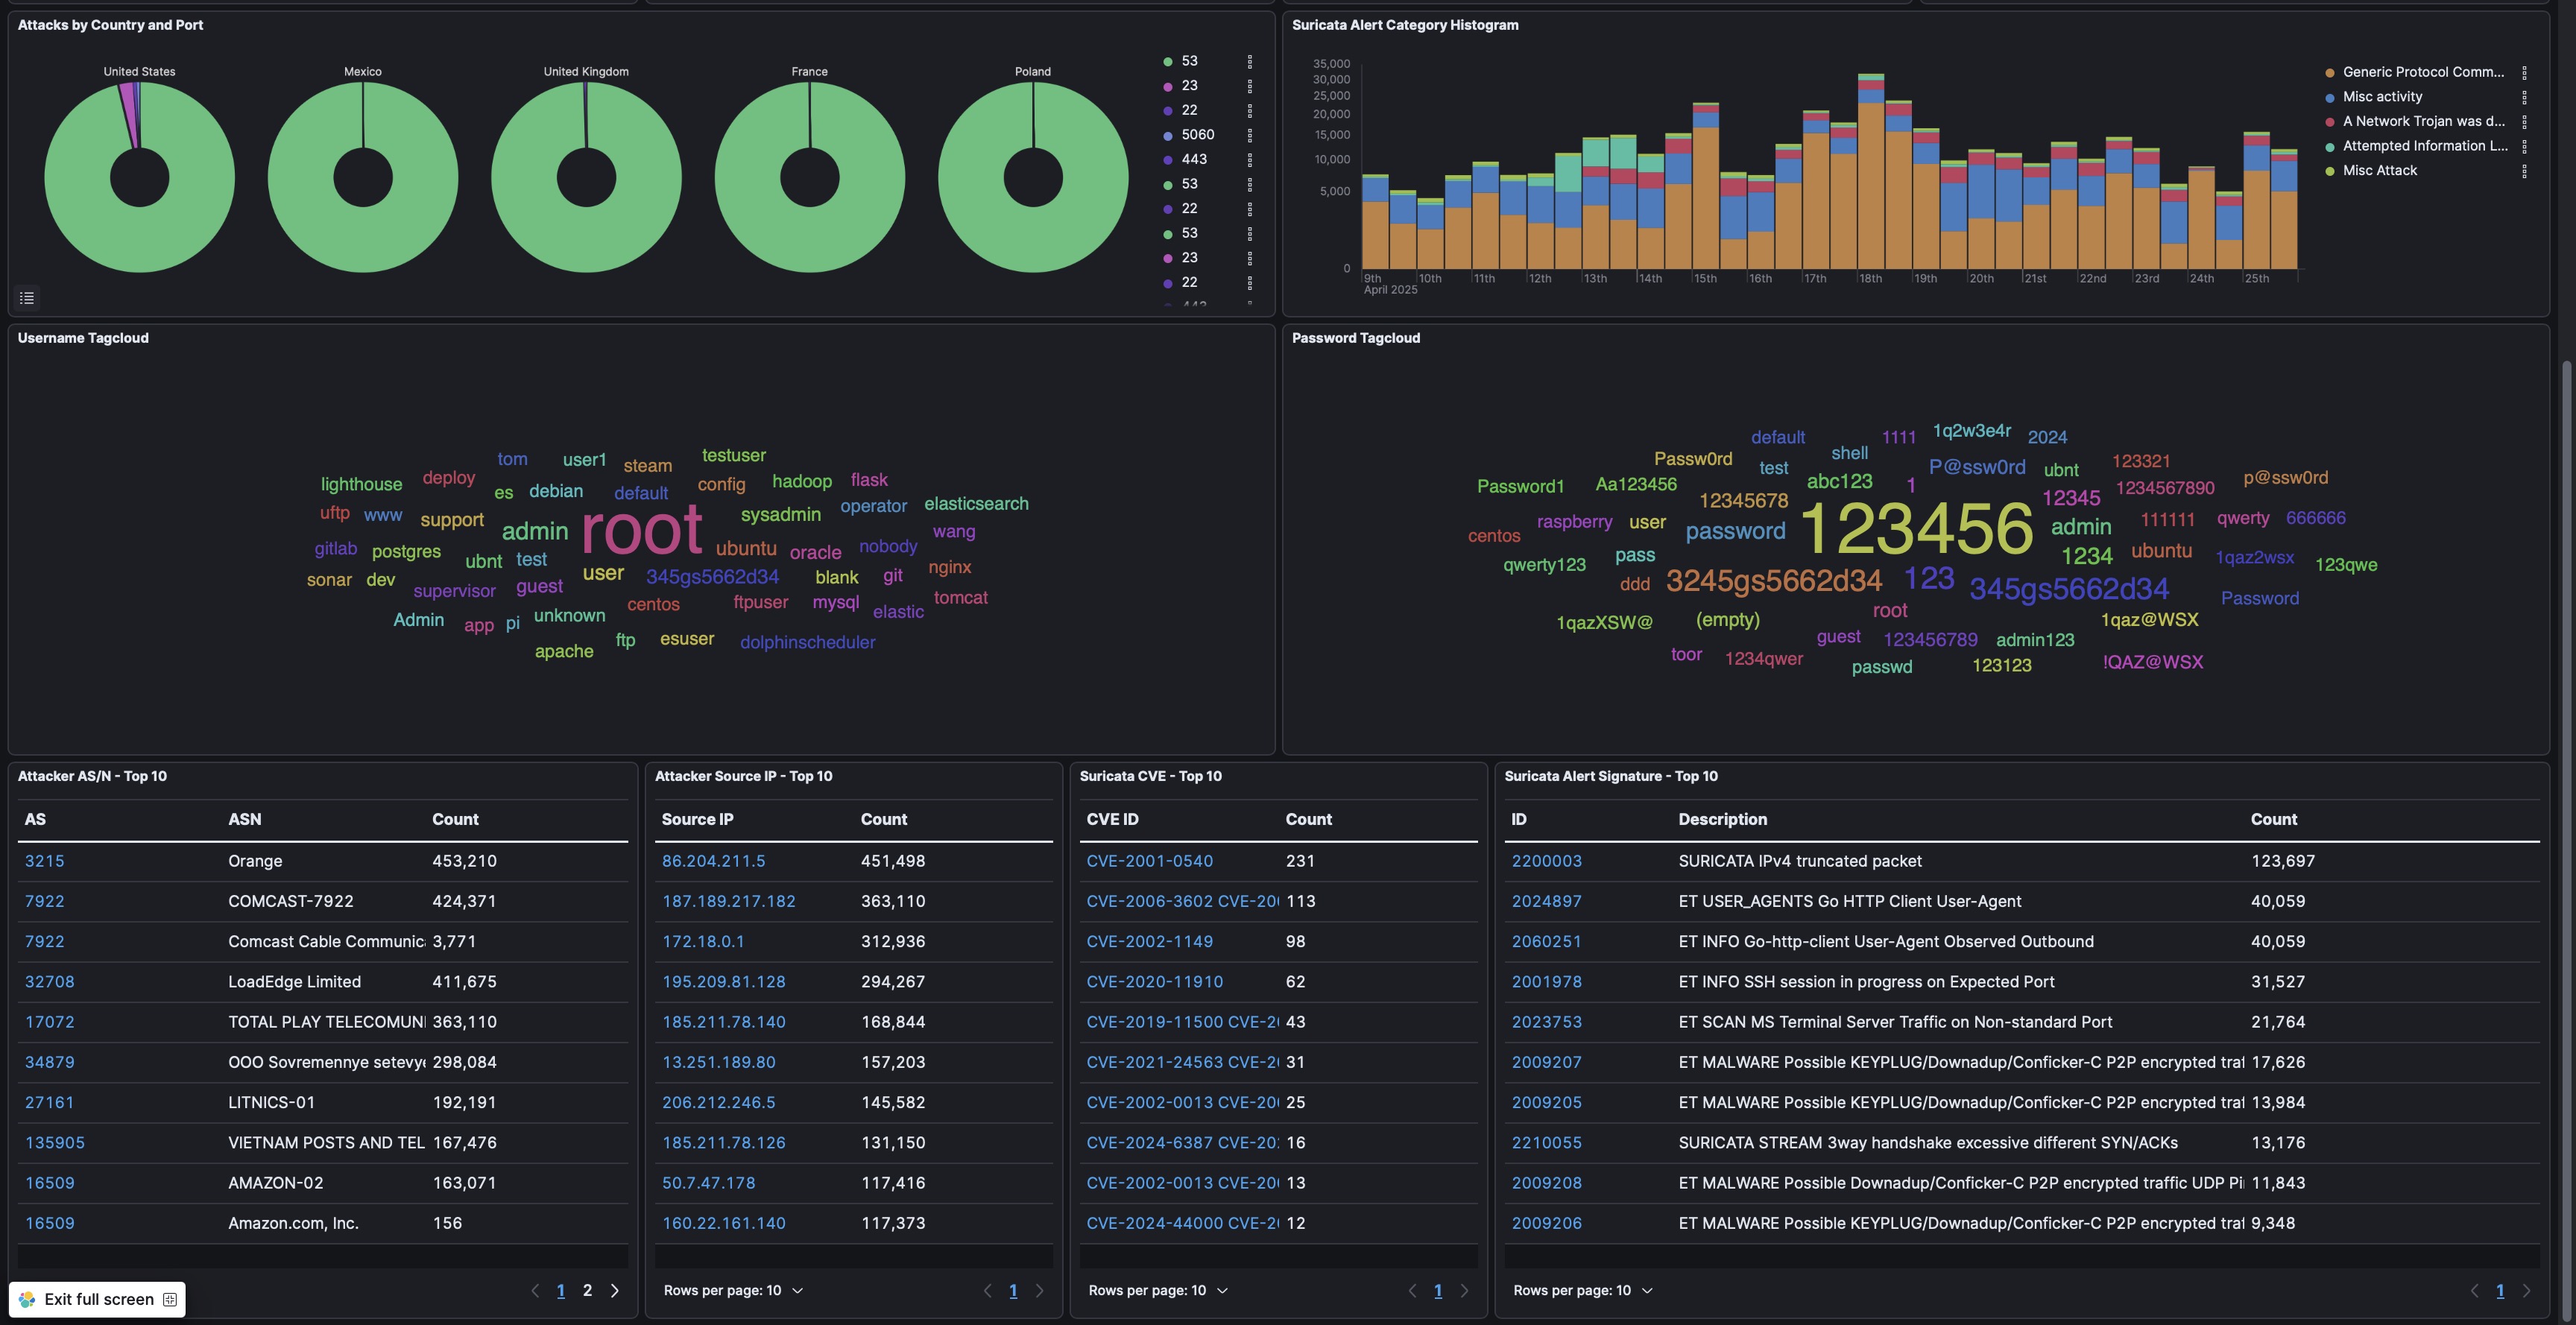 Attacks by Country and Port
United States
Mexico
United Kingdom
France
Poland
53
23
22
5060
443
53
22
53
23
22
Suricata Alert Category Histogram
35,000
30,000
25,000
20,000
15,000
10,000
5,000
0
9th 10th 11th 12th 13th 14th 15th 16th 17th 18th 19th 20th 21st 22nd 23rd 24th 25th
April 2025
Generic Protocol Comm...
Misc activity
A Network Trojan was d...
Attempted Information L...
Misc Attack
Username Tagcloud
tom user1 steam testuser
lighthouse deploy es debian default config hadoop flask
uftp www support admin root sysadmin operator elasticsearch
gitlab postgres ubnt test ubuntu oracle nobody wang
sonar dev supervisor guest user 345gs5662d34 blank git nginx
Admin app pi unknown centos ftpuser mysql elastic tomcat
apache ftp esuser dolphinscheduler
Password Tagcloud
default shell 1111 1q2w3e4r 2024
Password1 Aa123456 Passw0rd test abc123 1 P@ssw0rd ubnt 123321 p@ssw0rd
12345678 12345 1234567890
centos raspberry user password 123456 admin 111111 qwerty 666666
qwerty123 pass 1234 ubuntu 1qaz2wsx 123qwe
ddd 3245gs5662d34 123 345gs5662d34 Password
1qazXSW@ (empty) root 1qaz@WSX
toor 1234qwer guest 123456789 admin123
passwd 123123 !QAZ@WSX
Attacker AS/N - Top 10
AS ASN Count
3215 Orange 453,210
7922 COMCAST-7922 424,371
7922 Comcast Cable Communic 3,771
32708 LoadEdge Limited 411,675
17072 TOTAL PLAY TELECOMUNI 363,110
34879 OOO Sovremennye setevye 298,084
27161 LITNICS-01 192,191
135905 VIETNAM POSTS AND TEL 167,476
16509 AMAZON-02 163,071
16509 Amazon.com, Inc. 156
1 2
Attacker Source IP - Top 10
Source IP Count
86.204.211.5 451,498
187.189.217.182 363,110
172.18.0.1 312,936
195.209.81.128 294,267
185.211.78.140 168,844
13.251.189.80 157,203
206.212.246.5 145,582
185.211.78.126 131,150
50.7.47.178 117,416
160.22.161.140 117,373
Rows per page: 10 1
Suricata CVE - Top 10
CVE ID Count
CVE-2001-0540 231
CVE-2006-3602 CVE-20 113
CVE-2002-1149 98
CVE-2020-11910 62
CVE-2019-11500 CVE-2 43
CVE-2021-24563 CVE-2 31
CVE-2002-0013 CVE-20 25
CVE-2024-6387 CVE-20 16
CVE-2002-0013 CVE-20 13
CVE-2024-44000 CVE-2 12
Rows per page: 10 1
Suricata Alert Signature - Top 10
ID Description Count
2200003 SURICATA IPv4 truncated packet 123,697
2024897 ET USER_AGENTS Go HTTP Client User-Agent 40,059
2060251 ET INFO Go-http-client User-Agent Observed Outbound 40,059
2001978 ET INFO SSH session in progress on Expected Port 31,527
2023753 ET SCAN MS Terminal Server Traffic on Non-standard Port 21,764
2009207 ET MALWARE Possible KEYPLUG/Downadup/Conficker-C P2P encrypted traf 17,626
2009205 ET MALWARE Possible KEYPLUG/Downadup/Conficker-C P2P encrypted traf 13,984
2210055 SURICATA STREAM 3way handshake excessive different SYN/ACKs 13,176
2009208 ET MALWARE Possible Downadup/Conficker-C P2P encrypted traffic UDP Pi 11,843
2009206 ET MALWARE Possible KEYPLUG/Downadup/Conficker-C P2P encrypted traf 9,348
Rows per page: 10 1
Exit full screen